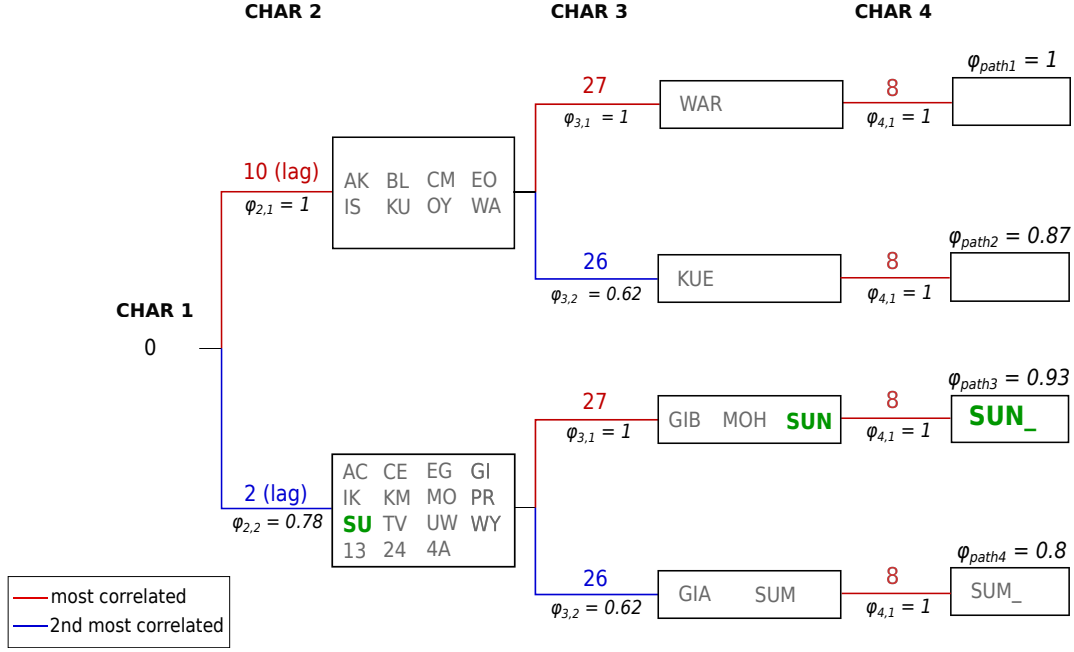 CHAR 2 CHAR 3 CHAR 4
φpath1 = 1
27 8
WAR
φ3,1 = 1 φ4,1 = 1
10 (lag)
φ2,1 = 1
AK BL CM EO
IS KU OY WA
φpath2 = 0.87
26 8
KUE
φ3,2 = 0.62 φ4,1 = 1
CHAR 1
0
φpath3 = 0.93
27 8
GIB MOH SUN
SUN_
φ3,1 = 1 φ4,1 = 1
2 (lag)
φ2,2 = 0.78
AC CE EG GI
IK KM MO PR
SU TV UW WY
13 24 4A
φpath4 = 0.8
26 8
GIA SUM
SUM_
φ3,2 = 0.62 φ4,1 = 1
most correlated
2nd most correlated